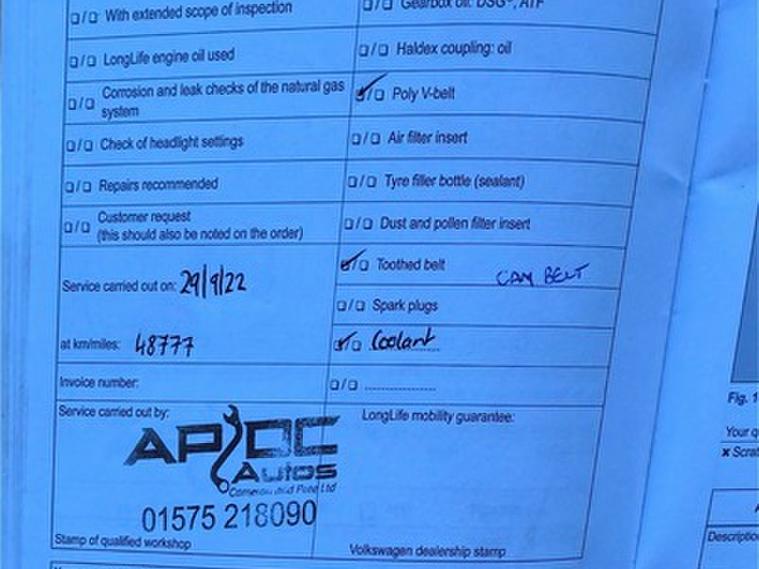 ❑/❑ With extended scope of inspection
❑/❑ Gearbox oil: DSG®, ATF
❑/❑ LongLife engine oil used
❑/❑ Haldex coupling: oil
❑/❑ Corrosion and leak checks of the natural gas
system
✓/❑ Poly V-belt
❑/❑ Check of headlight settings
❑/❑ Air filter insert
❑/❑ Repairs recommended
❑/❑ Tyre filler bottle (sealant)
❑/❑ Customer request
(this should also be noted on the order)
❑/❑ Dust and pollen filter insert
✓/❑ Toothed belt CAM BELT
Service carried out on: 29/9/22
❑/❑ Spark plugs
at km/miles: 48777
✓/❑ Coolant
Invoice number:
❑/❑ ................
Service carried out by:
LongLife mobility guarantee:
AP DC
Autos
Ltd
01575 218090
Stamp of qualified workshop
Volkswagen dealership stamp
Fig. 1
Your
x Scra
Description